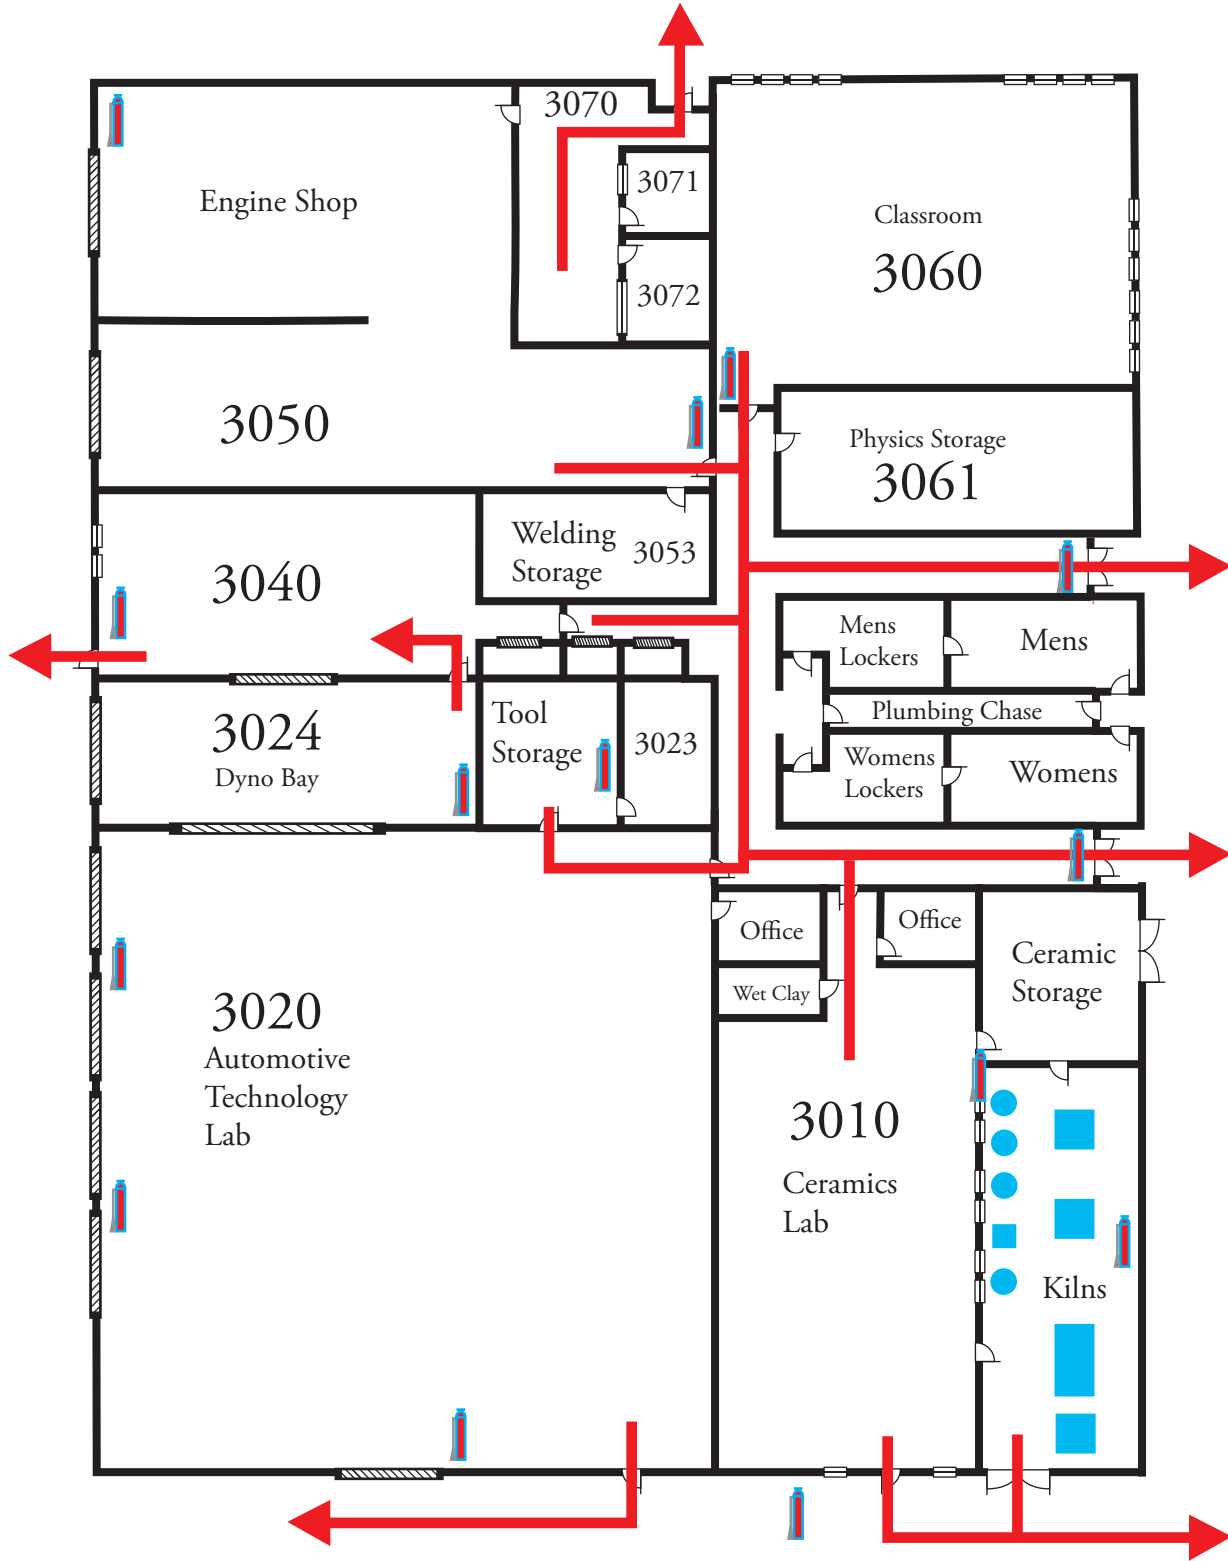 3070
3071
Engine Shop
Classroom
3060
3072
3050
Physics Storage
3061
Welding
Storage
3053
3040
Mens
Lockers
Mens
Tool
Storage
3024
Dyno Bay
3023
Plumbing Chase
Womens
Lockers
Womens
Office
Office
Wet Clay
Ceramic
Storage
3020
Automotive
Technology
Lab
3010
Ceramics
Lab
Kilns